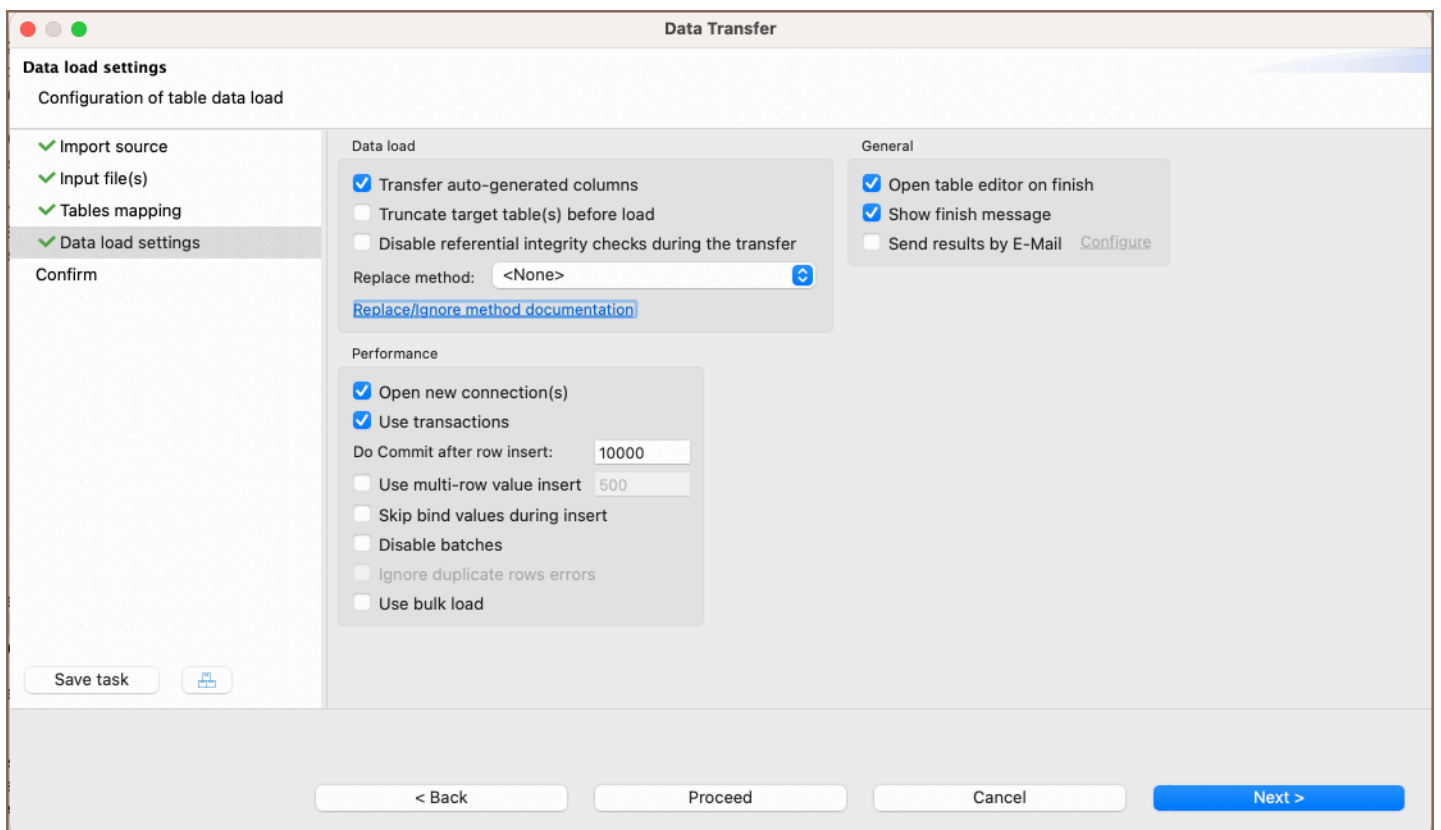 Data Transfer
Data load settings
Configuration of table data load
Import source
Input file(s)
Tables mapping
Data load settings
Confirm
Save task
Data load
Transfer auto-generated columns
Truncate target table(s) before load
Disable referential integrity checks during the transfer
Replace method: <None>
Replace/Ignore method documentation
General
Open table editor on finish
Show finish message
Send results by E-Mail Configure
Performance
Open new connection(s)
Use transactions
Do Commit after row insert: 10000
Use multi-row value insert 500
Skip bind values during insert
Disable batches
Ignore duplicate rows errors
Use bulk load
< Back Proceed Cancel Next >